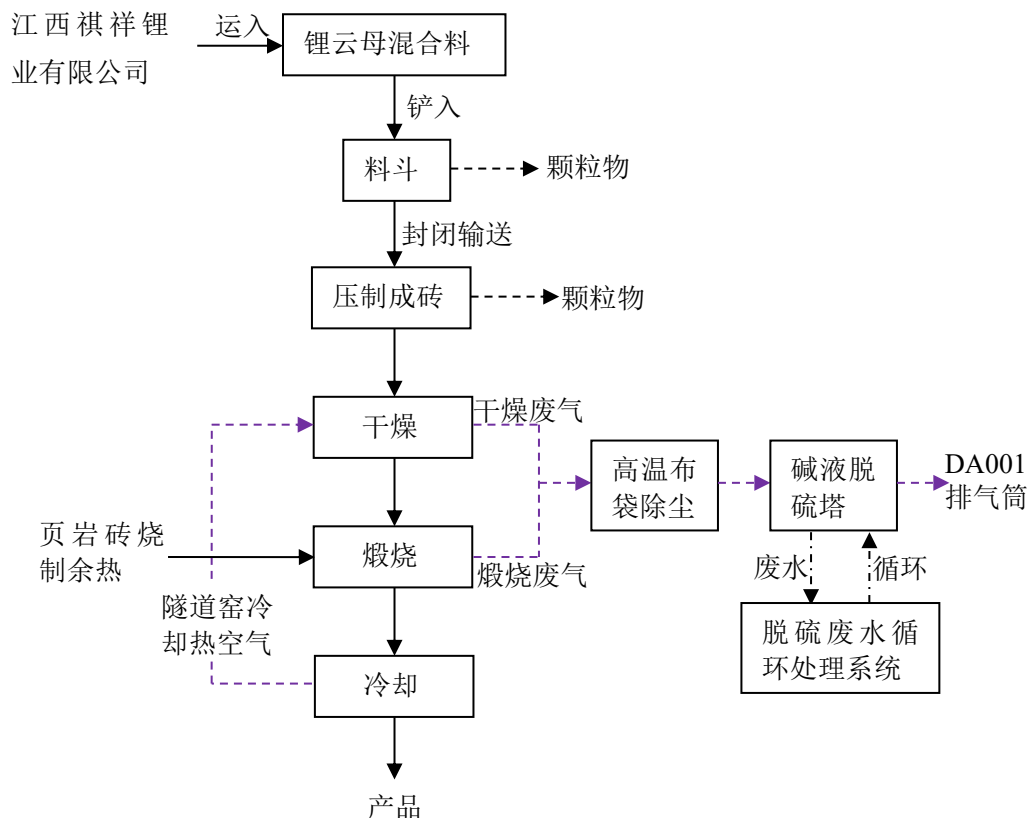 江西祺祥锂
业有限公司
运入
锂云母混合料
铲入
料斗
颗粒物
封闭输送
压制成砖
颗粒物
干燥
干燥废气
高温布
袋除尘
碱液脱
硫塔
DA001
排气筒
页岩砖烧
制余热
煅烧
煅烧废气
废水
循环
隧道窑冷
却热空气
脱硫废水循
环处理系统
冷却
产品